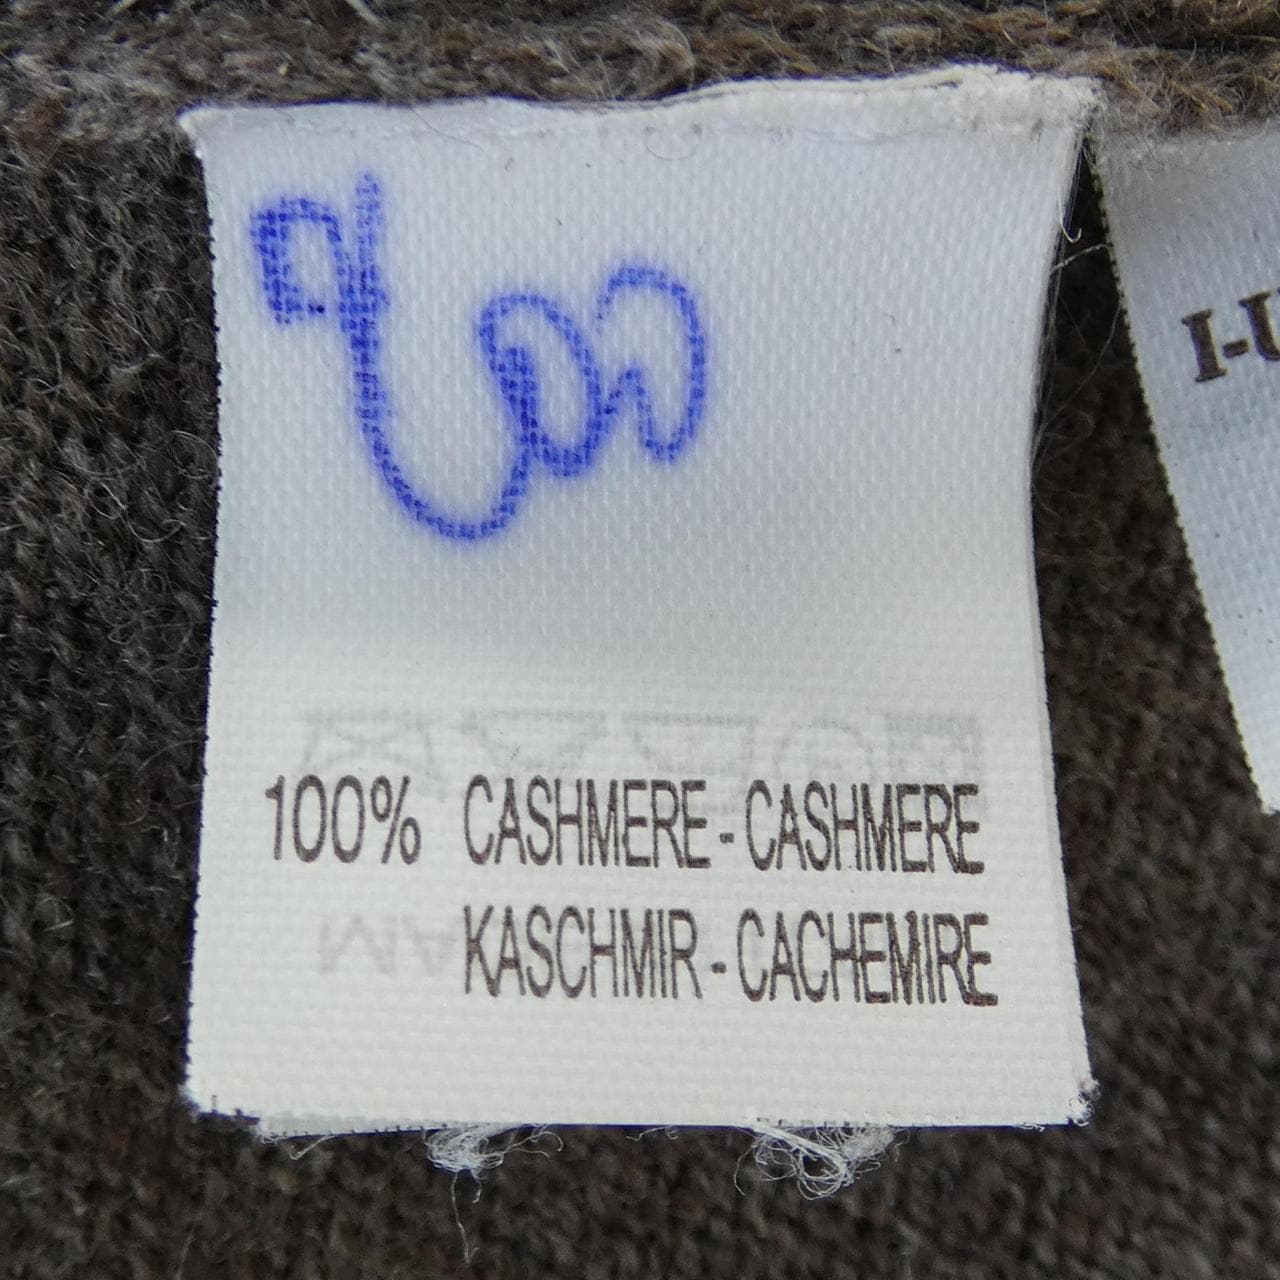 100% CASHMERE - CASHMERE
KASCHMIR - CACHEMIRE
I-U